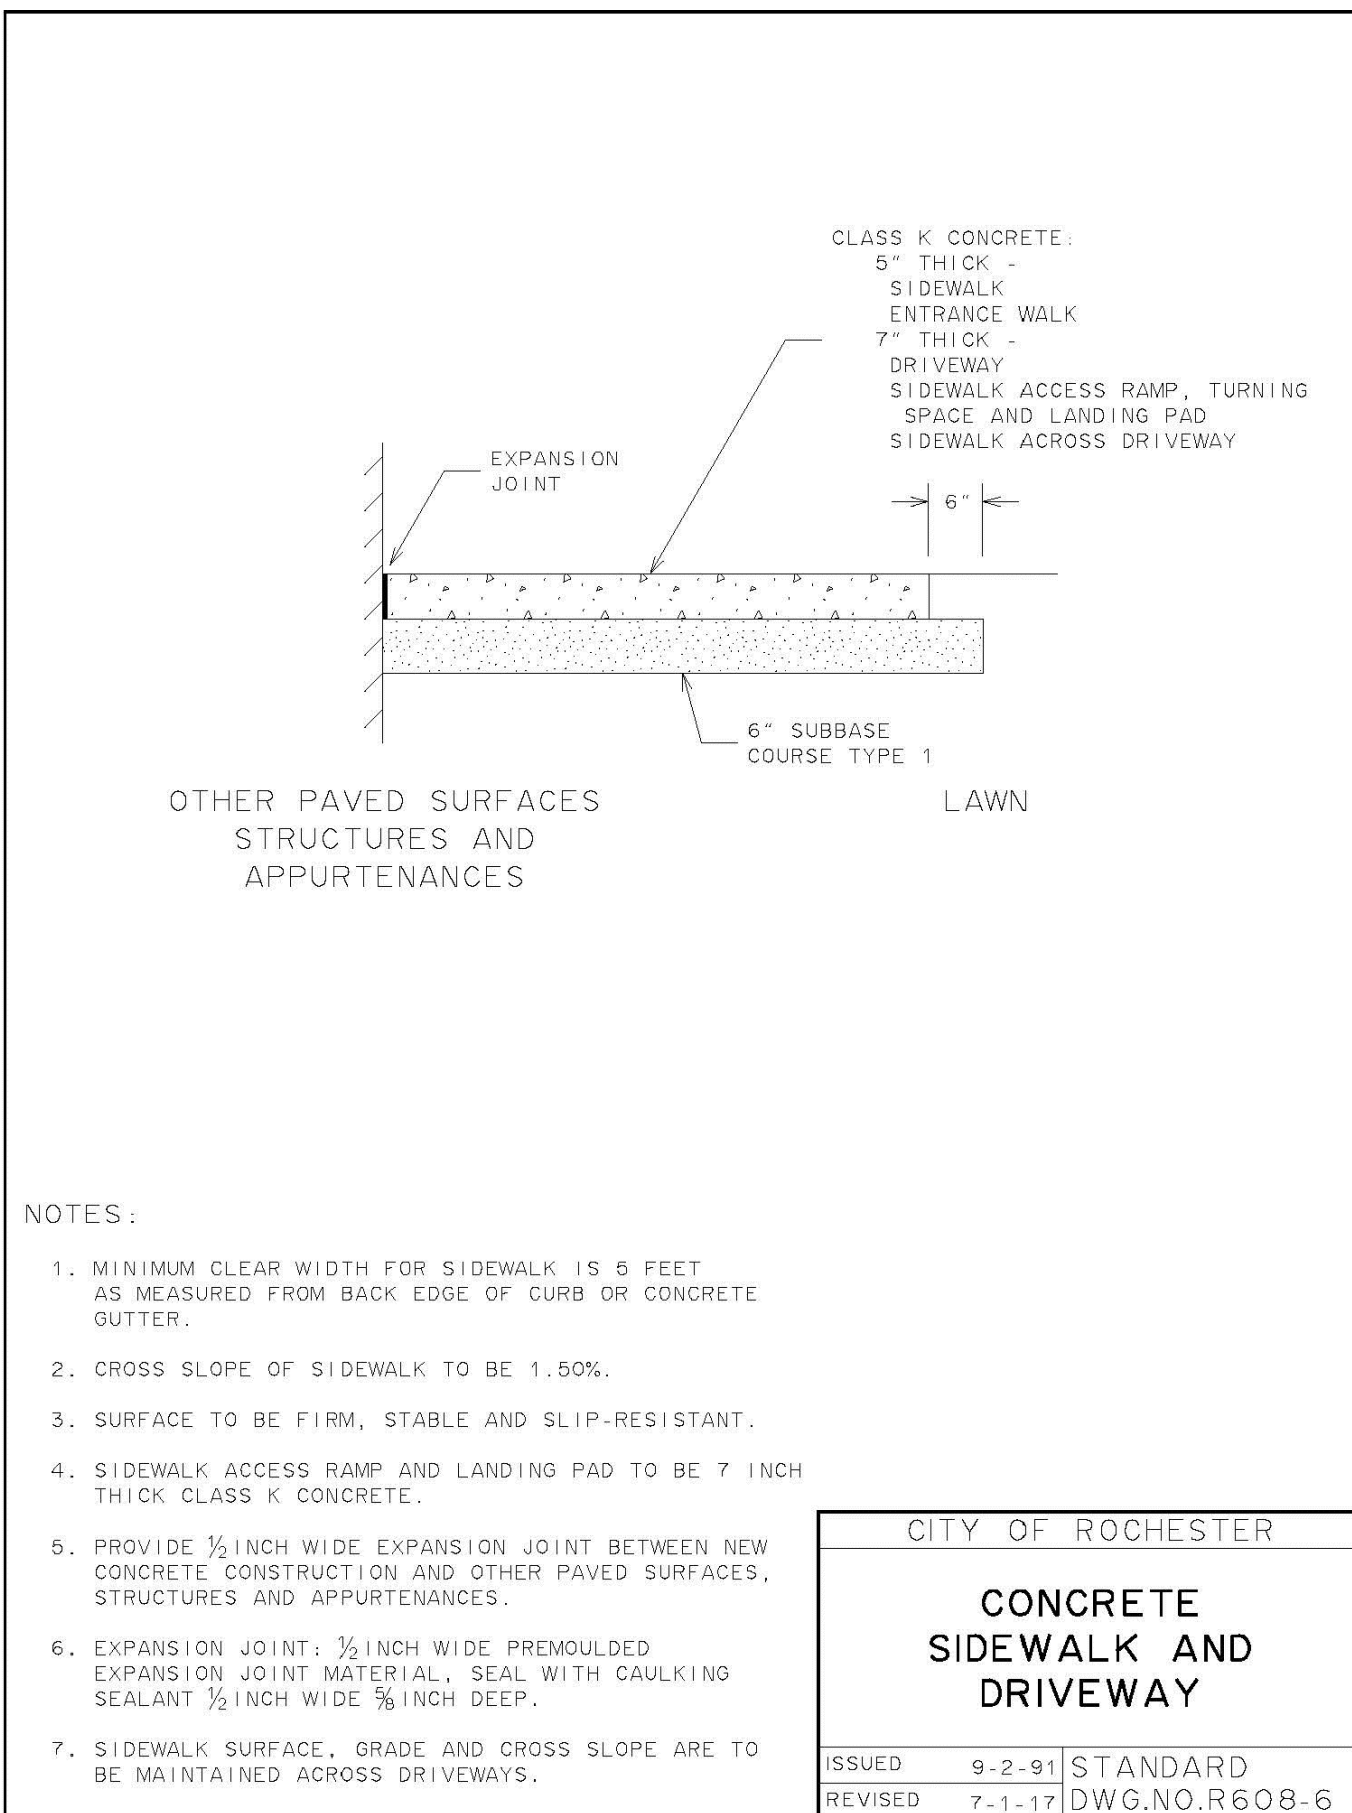 CLASS K CONCRETE:
5" THICK -
SIDEWALK
ENTRANCE WALK
7" THICK -
DRIVEWAY
SIDEWALK ACCESS RAMP, TURNING
SPACE AND LANDING PAD
SIDEWALK ACROSS DRIVEWAY
EXPANSION
JOINT
6"
6" SUBBASE
COURSE TYPE 1
OTHER PAVED SURFACES
STRUCTURES AND
APPURTENANCES
LAWN
NOTES:
1. MINIMUM CLEAR WIDTH FOR SIDEWALK IS 5 FEET
AS MEASURED FROM BACK EDGE OF CURB OR CONCRETE
GUTTER.
2. CROSS SLOPE OF SIDEWALK TO BE 1.50%.
3. SURFACE TO BE FIRM, STABLE AND SLIP-RESISTANT.
4. SIDEWALK ACCESS RAMP AND LANDING PAD TO BE 7 INCH
THICK CLASS K CONCRETE.
5. PROVIDE ½ INCH WIDE EXPANSION JOINT BETWEEN NEW
CONCRETE CONSTRUCTION AND OTHER PAVED SURFACES,
STRUCTURES AND APPURTENANCES.
6. EXPANSION JOINT: ½ INCH WIDE PREMOULDED
EXPANSION JOINT MATERIAL, SEAL WITH CAULKING
SEALANT ½ INCH WIDE ⅝ INCH DEEP.
7. SIDEWALK SURFACE, GRADE AND CROSS SLOPE ARE TO
BE MAINTAINED ACROSS DRIVEWAYS.
CITY OF ROCHESTER
CONCRETE
SIDEWALK AND
DRIVEWAY
ISSUED 9-2-91
REVISED 7-1-17
STANDARD
DWG.NO.R608-6